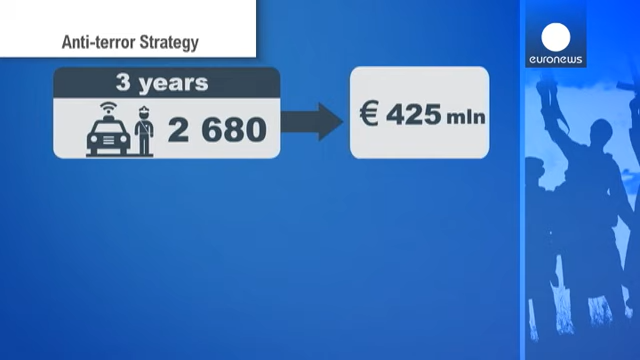 Anti-terror Strategy
euronews
3 years
2 680
€ 425 mln